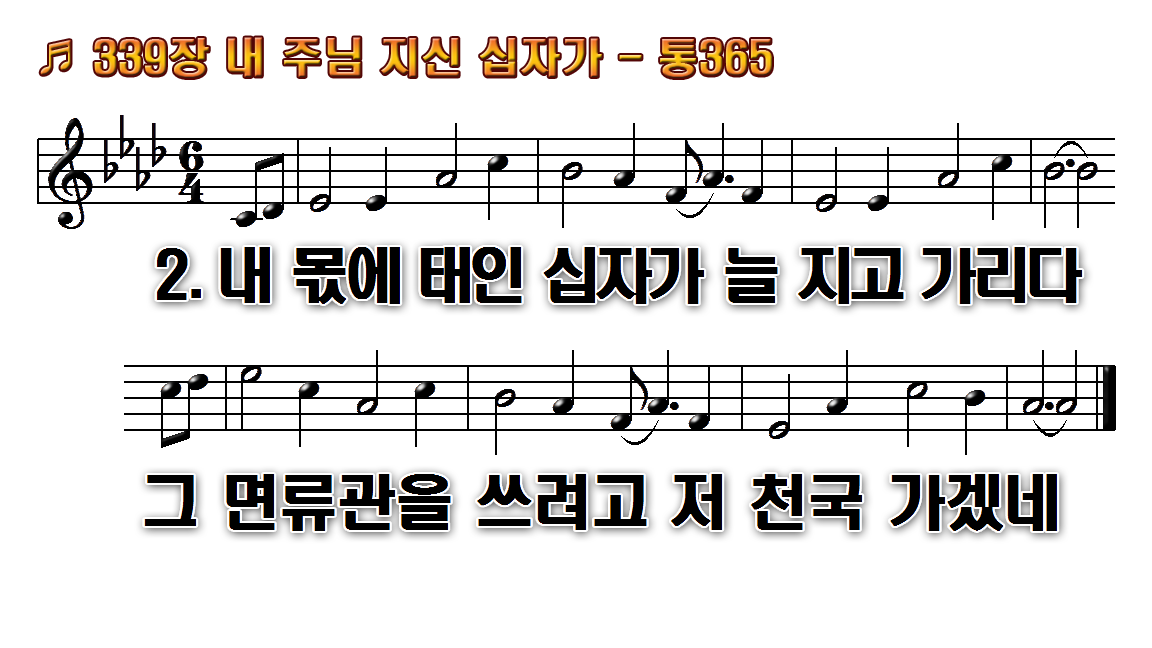 ♬ 339장 내 주님 지신 십자가 - 통365
6
4
2. 내 몫에 태인 십자가 늘 지고 가리다
그 면류관을 쓰려고 저 천국 가겠네